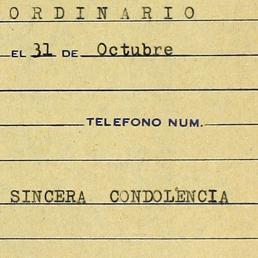 ORDINARIO
EL 31 DE Octubre
TELEFONO NUM.
SINCERA CONDOLENCIA